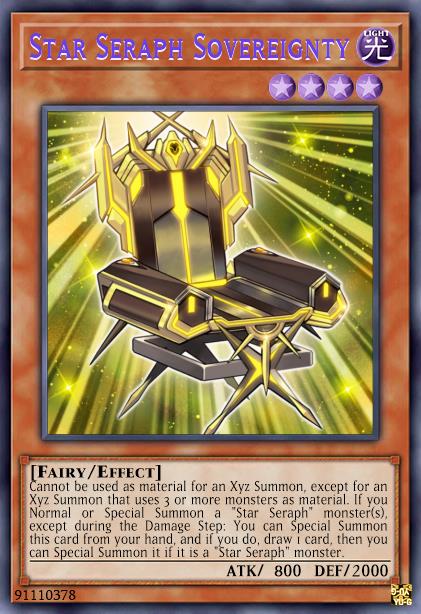 Star Seraph Sovereignty
LIGHT
光
[Fairy/Effect]
Cannot be used as material for an Xyz Summon, except for an
Xyz Summon that uses 3 or more monsters as material. If you
Normal or Special Summon a "Star Seraph" monster(s),
except during the Damage Step: You can Special Summon
this card from your hand, and if you do, draw 1 card, then you
can Special Summon it if it is a "Star Seraph" monster.
ATK/ 800 DEF/2000
91110378